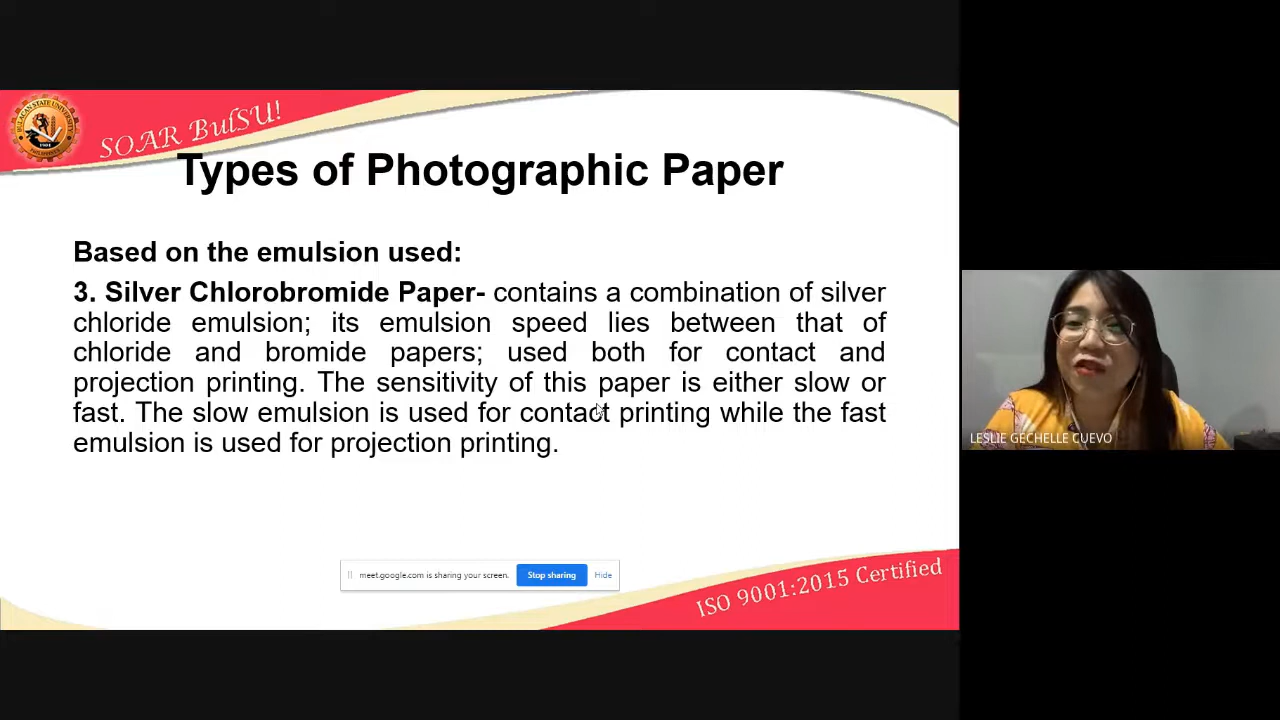 SOAR BulSU!
Types of Photographic Paper
Based on the emulsion used:
3. Silver Chlorobromide Paper- contains a combination of silver
chloride emulsion; its emulsion speed lies between that of
chloride and bromide papers; used both for contact and
projection printing. The sensitivity of this paper is either slow or
fast. The slow emulsion is used for contact printing while the fast
emulsion is used for projection printing.
LESLIE GECHELLE CUEVO
meet.google.com is sharing your screen. Stop sharing Hide
ISO 9001:2015 Certified